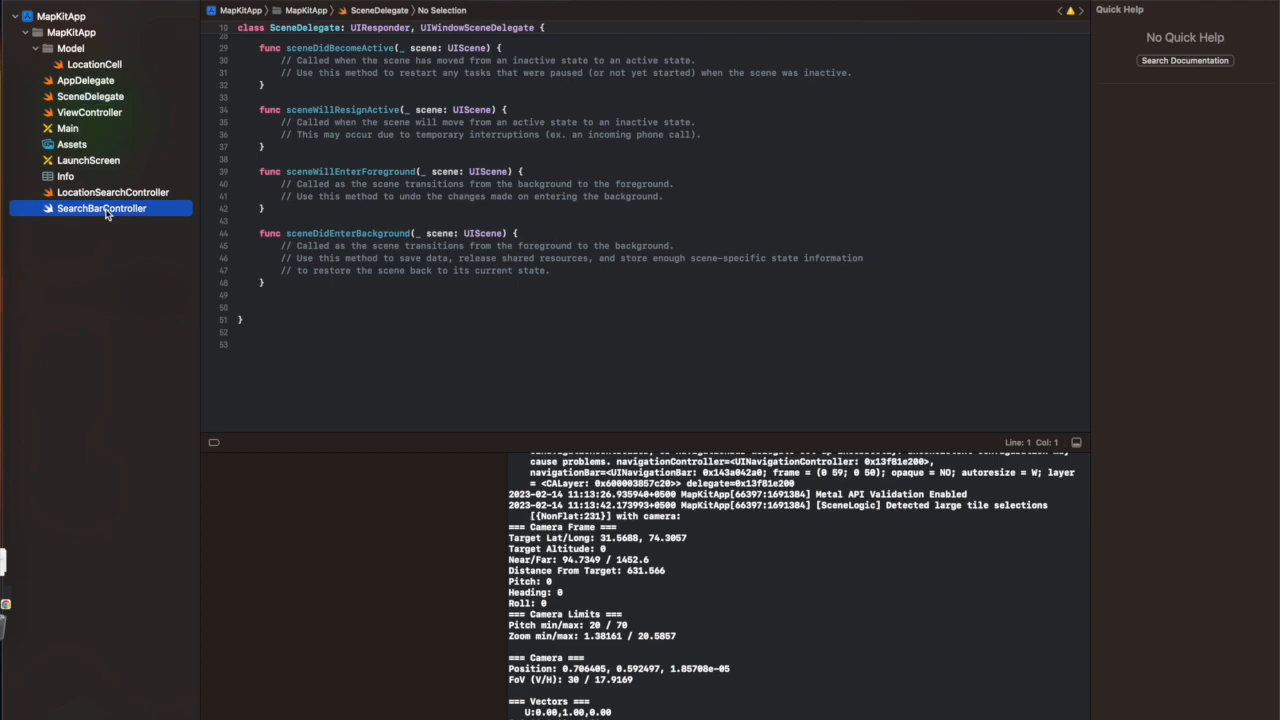 MapKitApp
MapKitApp
Model
LocationCell
AppDelegate
SceneDelegate
ViewController
Main
Assets
LaunchScreen
Info
LocationSearchController
SearchBarController
MapKitApp 〉 MapKitApp 〉 SceneDelegate 〉 No Selection
10 class SceneDelegate: UIResponder, UIWindowSceneDelegate {
28
29 func sceneDidBecomeActive(_ scene: UIScene) {
30 // Called when the scene has moved from an inactive state to an active state.
31 // Use this method to restart any tasks that were paused (or not yet started) when the scene was inactive.
32 }
33
34 func sceneWillResignActive(_ scene: UIScene) {
35 // Called when the scene will move from an active state to an inactive state.
36 // This may occur due to temporary interruptions (ex. an incoming phone call).
37 }
38
39 func sceneWillEnterForeground(_ scene: UIScene) {
40 // Called as the scene transitions from the background to the foreground.
41 // Use this method to undo the changes made on entering the background.
42 }
43
44 func sceneDidEnterBackground(_ scene: UIScene) {
45 // Called as the scene transitions from the foreground to the background.
46 // Use this method to save data, release shared resources, and store enough scene-specific state information
47 // to restore the scene back to its current state.
48 }
49
50
51 }
52
53
Line: 1 Col: 1
cause problems. navigationController=<UINavigationController: 0x13f81e200>,
navigationBar=<UINavigationBar: 0x143a042a0; frame = (0 59; 0 50); opaque = NO; autoresize = W; layer
= <CALayer: 0x600003857c20>> delegate=0x13f81e200
2023-02-14 11:13:26.935940+0500 MapKitApp[66397:1691384] Metal API Validation Enabled
2023-02-14 11:13:42.173993+0500 MapKitApp[66397:1691384] [SceneLogic] Detected large tile selections
[{NonFlat:231}] with camera:
=== Camera Frame ===
Target Lat/Long: 31.5688, 74.3057
Target Altitude: 0
Near/Far: 94.7349 / 1452.6
Distance From Target: 631.566
Pitch: 0
Heading: 0
Roll: 0
=== Camera Limits ===
Pitch min/max: 20 / 70
Zoom min/max: 1.38161 / 20.5857
=== Camera ===
Position: 0.706405, 0.592497, 1.85708e-05
FoV (V/H): 30 / 17.9169
=== Vectors ===
U:0.00,1.00,0.00
Quick Help
No Quick Help
Search Documentation